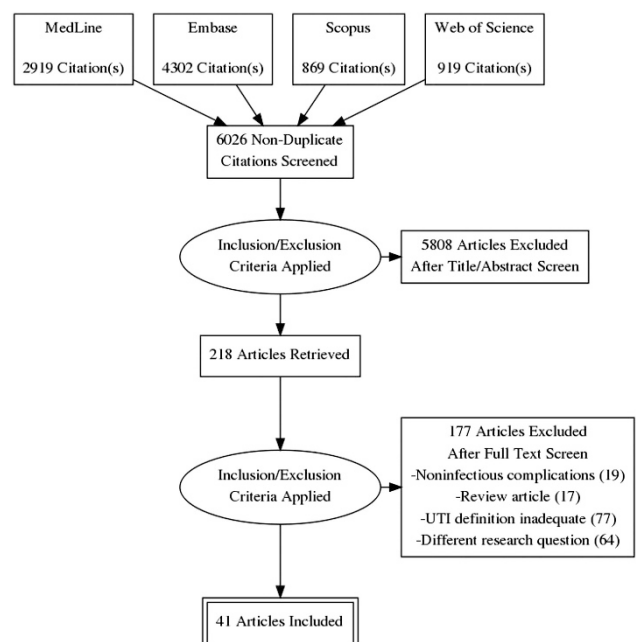 MedLine
2919 Citation(s)
Embase
4302 Citation(s)
Scopus
869 Citation(s)
Web of Science
919 Citation(s)
6026 Non-Duplicate
Citations Screened
Inclusion/Exclusion
Criteria Applied
5808 Articles Excluded
After Title/Abstract Screen
218 Articles Retrieved
Inclusion/Exclusion
Criteria Applied
177 Articles Excluded
After Full Text Screen
-Noninfectious complications (19)
-Review article (17)
-UTI definition inadequate (77)
-Different research question (64)
41 Articles Included